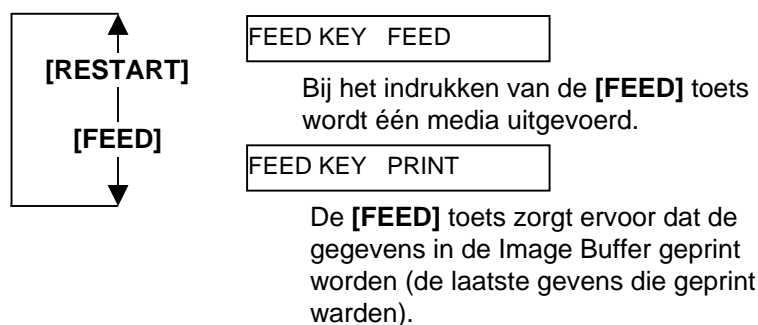 FEED KEY FEED
[RESTART]
Bij het indrukken van de [FEED] toets
wordt één media uitgevoerd.
[FEED]
FEED KEY PRINT
De [FEED] toets zorgt ervoor dat de
gegevens in de Image Buffer geprint
worden (de laatste gevens die geprint
warden).